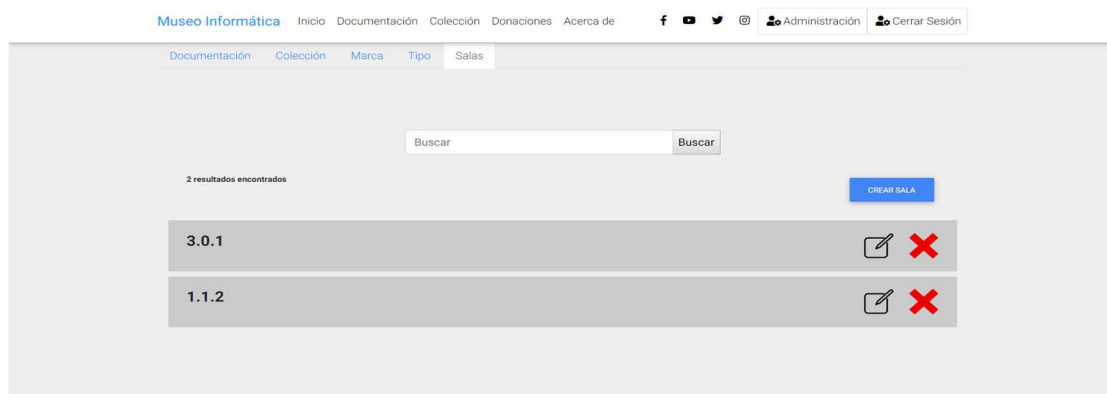 Museo Informática Inicio Documentación Colección Donaciones Acerca de Administración Cerrar Sesión
Documentación Colección Marca Tipo Salas
Buscar Buscar
2 resultados encontrados
CREAR SALA
3.0.1
1.1.2